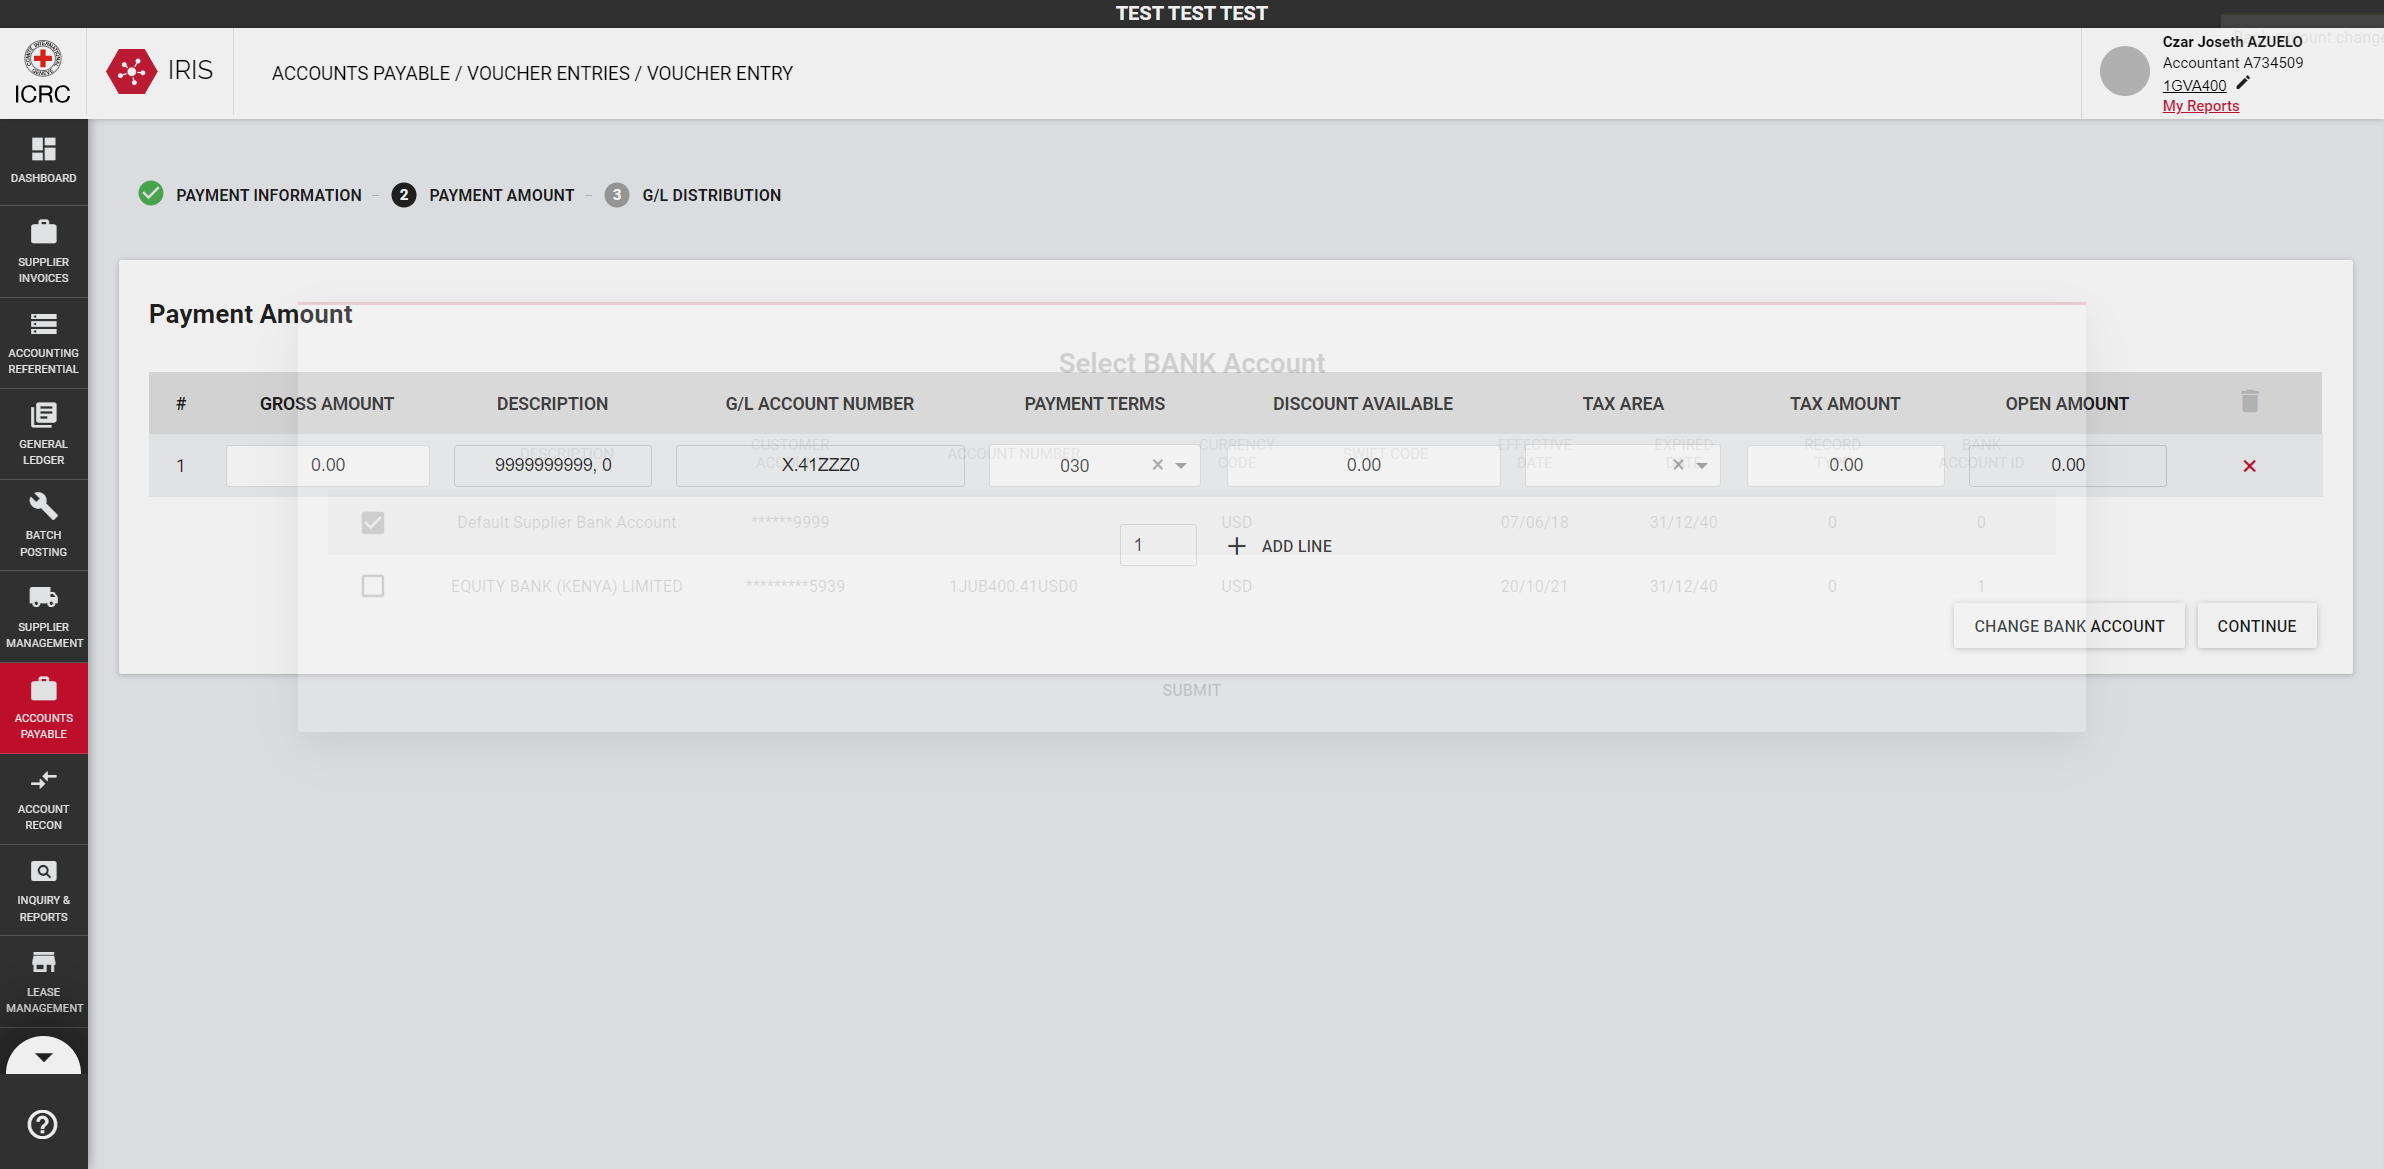 TEST TEST TEST
ICRC
IRIS
ACCOUNTS PAYABLE / VOUCHER ENTRIES / VOUCHER ENTRY
Czar Joseth AZUELO
Accountant A734509
1GVA400
My Reports
DASHBOARD
SUPPLIER
INVOICES
ACCOUNTING
REFERENTIAL
GENERAL
LEDGER
BATCH
POSTING
SUPPLIER
MANAGEMENT
ACCOUNTS
PAYABLE
ACCOUNT
RECON
INQUIRY &
REPORTS
LEASE
MANAGEMENT
PAYMENT INFORMATION – 2 PAYMENT AMOUNT – 3 G/L DISTRIBUTION
Payment Amount
Select BANK Account
# GROSS AMOUNT DESCRIPTION G/L ACCOUNT NUMBER PAYMENT TERMS DISCOUNT AVAILABLE TAX AREA TAX AMOUNT OPEN AMOUNT
1 0.00 9999999999, 0 X.41ZZZ0 030 0.00 0.00 0.00
DESCRIPTION CUSTOMER ACCOUNT NUMBER CURRENCY CODE SWIFT CODE EFFECTIVE DATE EXPIRED DATE RECORD BANK ACCOUNT ID
Default Supplier Bank Account ******9999 USD 07/06/18 31/12/40 0 0
1 ADD LINE
EQUITY BANK (KENYA) LIMITED *********5939 1JUB400.41USD0 USD 20/10/21 31/12/40 0 1
CHANGE BANK ACCOUNT CONTINUE
SUBMIT